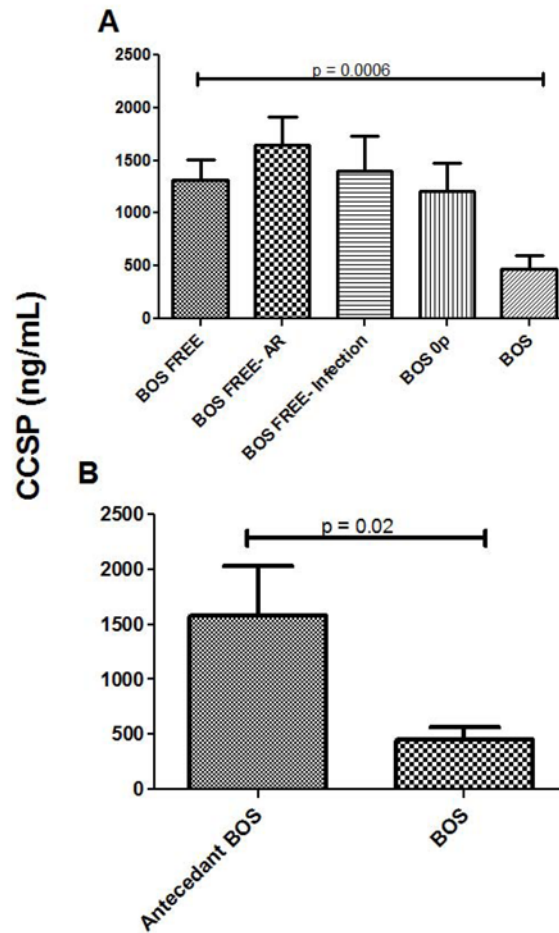 A
2500
p = 0.0006
2000
1500
1000
500
0
BOS FREE
BOS FREE- AR
BOS FREE- Infection
BOS 0p
BOS
CCSP (ng/mL)
B
2500
p = 0.02
2000
1500
1000
500
0
Antecedant BOS
BOS